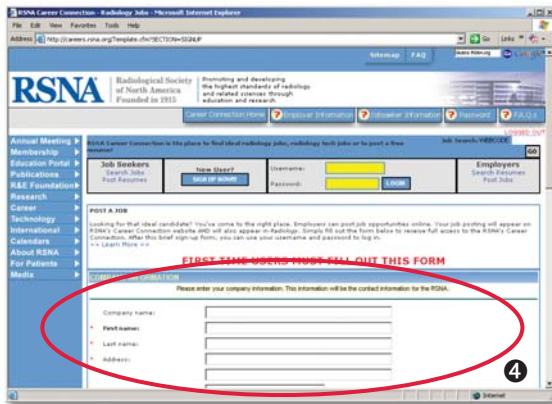 RSNA Career Connection - Radiology Jobs - Microsoft Internet Explorer
File Edit View Favorites Tools Help
Address
Go Links
Sitemap FAQ
RSNA
Radiological Society
of North America
Founded in 1915
Promoting and developing
the highest standards of radiology
and related sciences through
education and research.
Career Connection Home ? Employer Information ? Jobseeker Information ? Password ? F.A.Q.s
LOGGED_OUT
Annual Meeting
Membership
Education Portal
Publications
R&E Foundation
Research
Career
Technology
International
Calendars
About RSNA
For Patients
Media
RSNA Career Connection is the place to find ideal radiology jobs, radiology tech jobs or to post a free
resume!
Job Search: WEBCODE
GO
Job Seekers
Search Jobs
Post Resumes
New User?
SIGN UP NOW!!
Username:
Password:
LOGIN
Employers
Search Resumes
Post Jobs
POST A JOB
Looking for that ideal candidate? You've come to the right place. Employers can post job opportunities online. Your job posting will appear on
RSNA's Career Connection website AND will also appear in Radiology. Simply fill out the form below to receive full access to the RSNA's Career
Connection. After this brief sign-up form, you can use your username and password to log in.
<< Learn More >>
FIRST TIME USERS MUST FILL OUT THIS FORM
COMPANY INFORMATION
Please enter your company information. This information will be the contact information for the RSNA.
Company name:
* First name:
* Last name:
* Address:
4
Internet